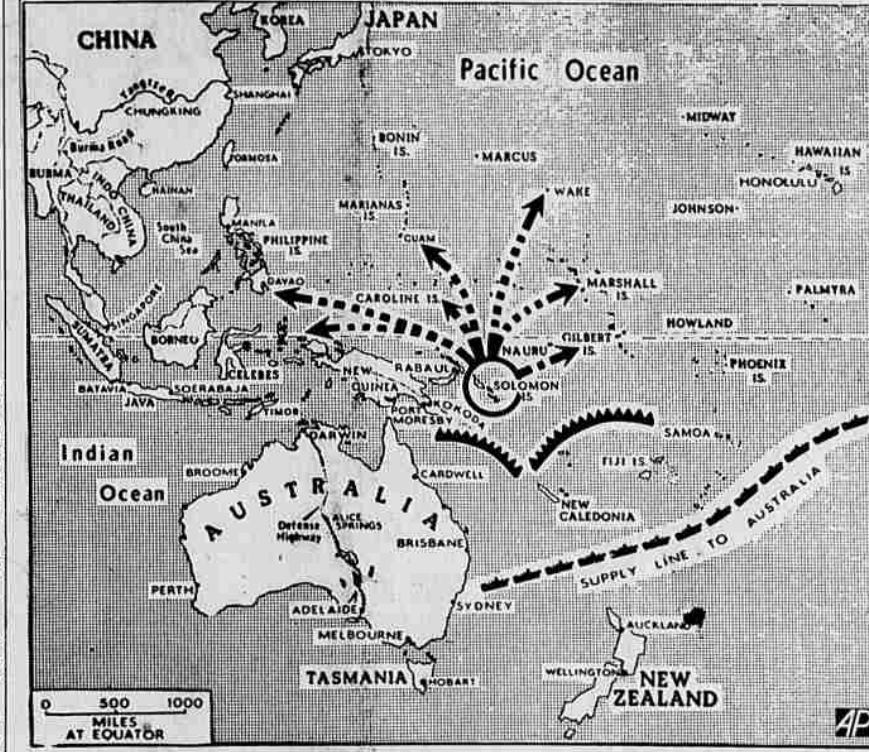 CHINA
KOREA
JAPAN
TOKYO
Pacific Ocean
Yangtze R.
SHANGHAI
CHUNGKING
MIDWAY
Burma Road
BONIN
IS.
MARCUS
HAWAIIAN
IS
FORMOSA
BURMA
HONOLULU
INDO
CHINA
HAINAN
WAKE
THAILAND
MARIANAS
IS.
JOHNSON
MANILA
South
China
Sea
PHILIPPINE
IS.
GUAM
DAVAO
MARSHALL
IS.
PALMYRA
CAROLINE IS.
SINGAPORE
HOWLAND
SUMATRA
BORNEO
GILBERT
IS.
NAURU
PHOENIX
IS.
CELEBES
NEW
GUINEA
RABAUL
SOLOMON
IS
BATAVIA
SOERABAJA
JAVA
KOKODA
PORT
MORESBY
TIMOR
DARWIN
SAMOA
Indian
Ocean
BROOME
CARDWELL
FIJI IS.
AUSTRALIA
NEW
CALEDONIA
Defense
Highway
ALICE
SPRINGS
BRISBANE
SUPPLY LINE TO AUSTRALIA
PERTH
ADELAIDE
SYDNEY
MELBOURNE
AUCKLAND
TASMANIA
HOBART
WELLINGTON
NEW
ZEALAND
0 500 1000
MILES
AT EQUATOR
AP